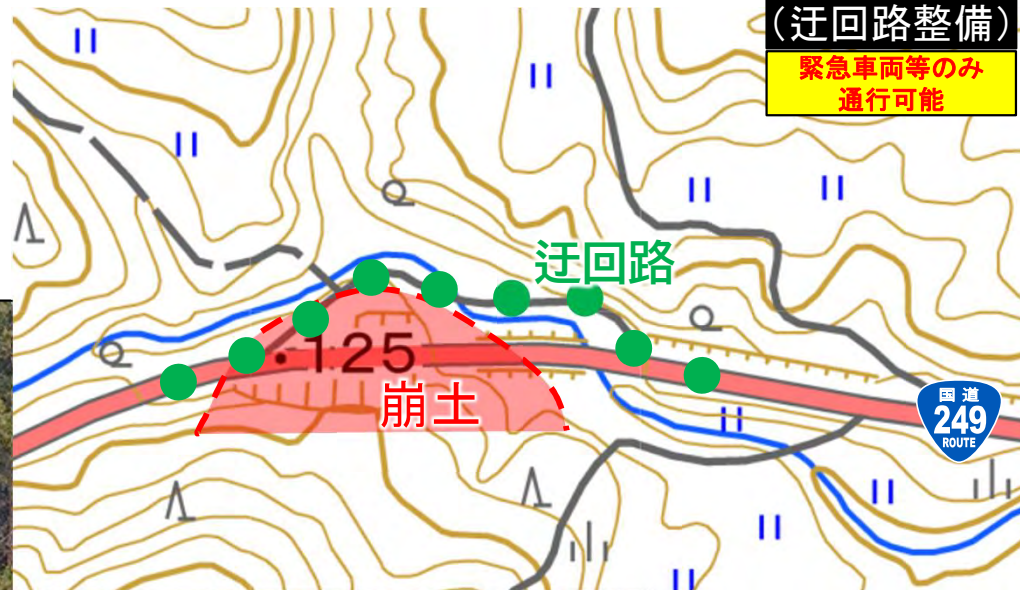 （迂回路整備）
緊急車両等のみ
通行可能
迂回路
・125
崩土
国道
249
ROUTE